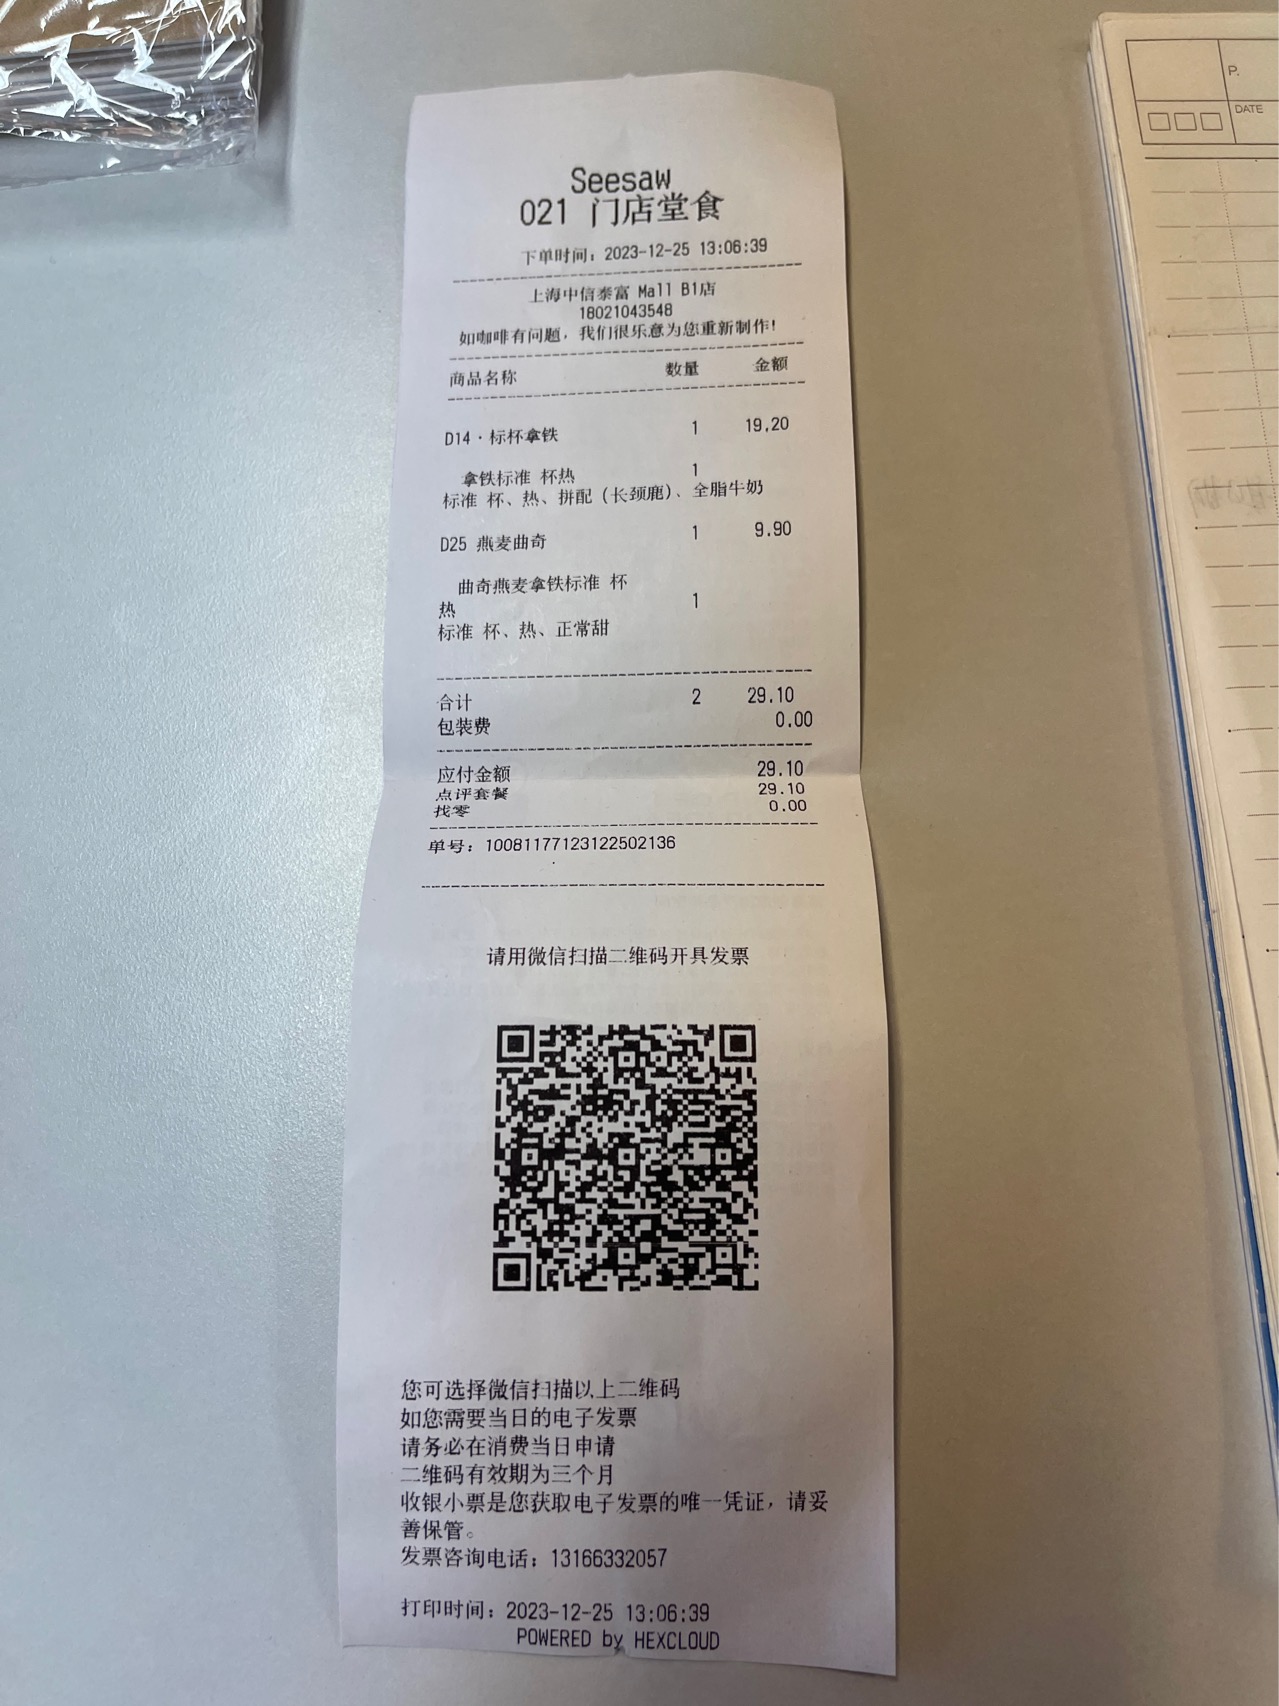 Seesaw
021 门店堂食
下单时间：2023-12-25 13:06:39
上海中信泰富 Mall B1店
18021043548
如咖啡有问题，我们很乐意为您重新制作！
商品名称 数量 金额
D14·标杯拿铁 1 19.20
拿铁标准 杯热 1
标准 杯、热、拼配（长颈鹿）、全脂牛奶
D25 燕麦曲奇 1 9.90
曲奇燕麦拿铁标准 杯
热 1
标准 杯、热、正常甜
合计 2 29.10
包装费 0.00
应付金额 29.10
点评套餐 29.10
找零 0.00
单号：10081177123122502136
请用微信扫描二维码开具发票
您可选择微信扫描以上二维码
如您需要当日的电子发票
请务必在消费当日申请
二维码有效期为三个月
收银小票是您获取电子发票的唯一凭证，请妥
善保管。
发票咨询电话：13166332057
打印时间：2023-12-25 13:06:39
POWERED by HEXCLOUD
P.
DATE